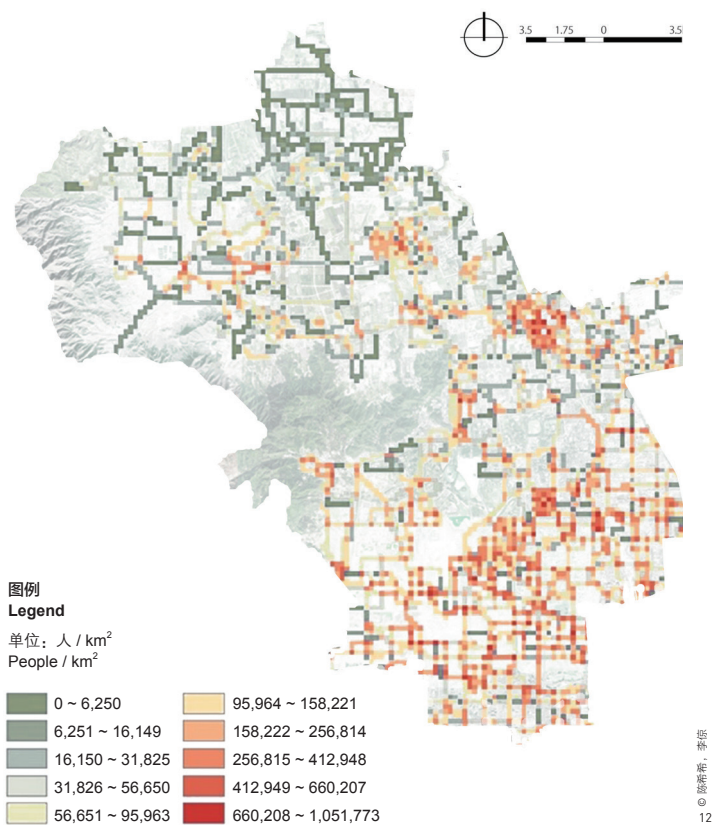 3.5 1.75 0 3.5
图例
Legend
单位：人 / km²
People / km²
0 ~ 6,250
6,251 ~ 16,149
16,150 ~ 31,825
31,826 ~ 56,650
56,651 ~ 95,963
95,964 ~ 158,221
158,222 ~ 256,814
256,815 ~ 412,948
412,949 ~ 660,207
660,208 ~ 1,051,773
© 陈希希，李倞
12